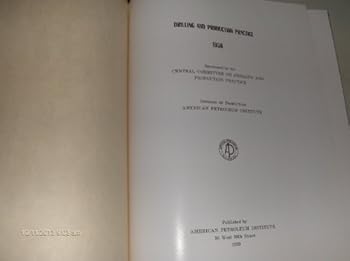 DRILLING AND PRODUCTION PRACTICE
Sponsored by the
CENTRAL COMMITTEE ON DRILLING AND
PRODUCTION PRACTICE
DIVISION OF PRODUCTION
AMERICAN PETROLEUM INSTITUTE
Published by
AMERICAN PETROLEUM INSTITUTE
50 West 50th Street